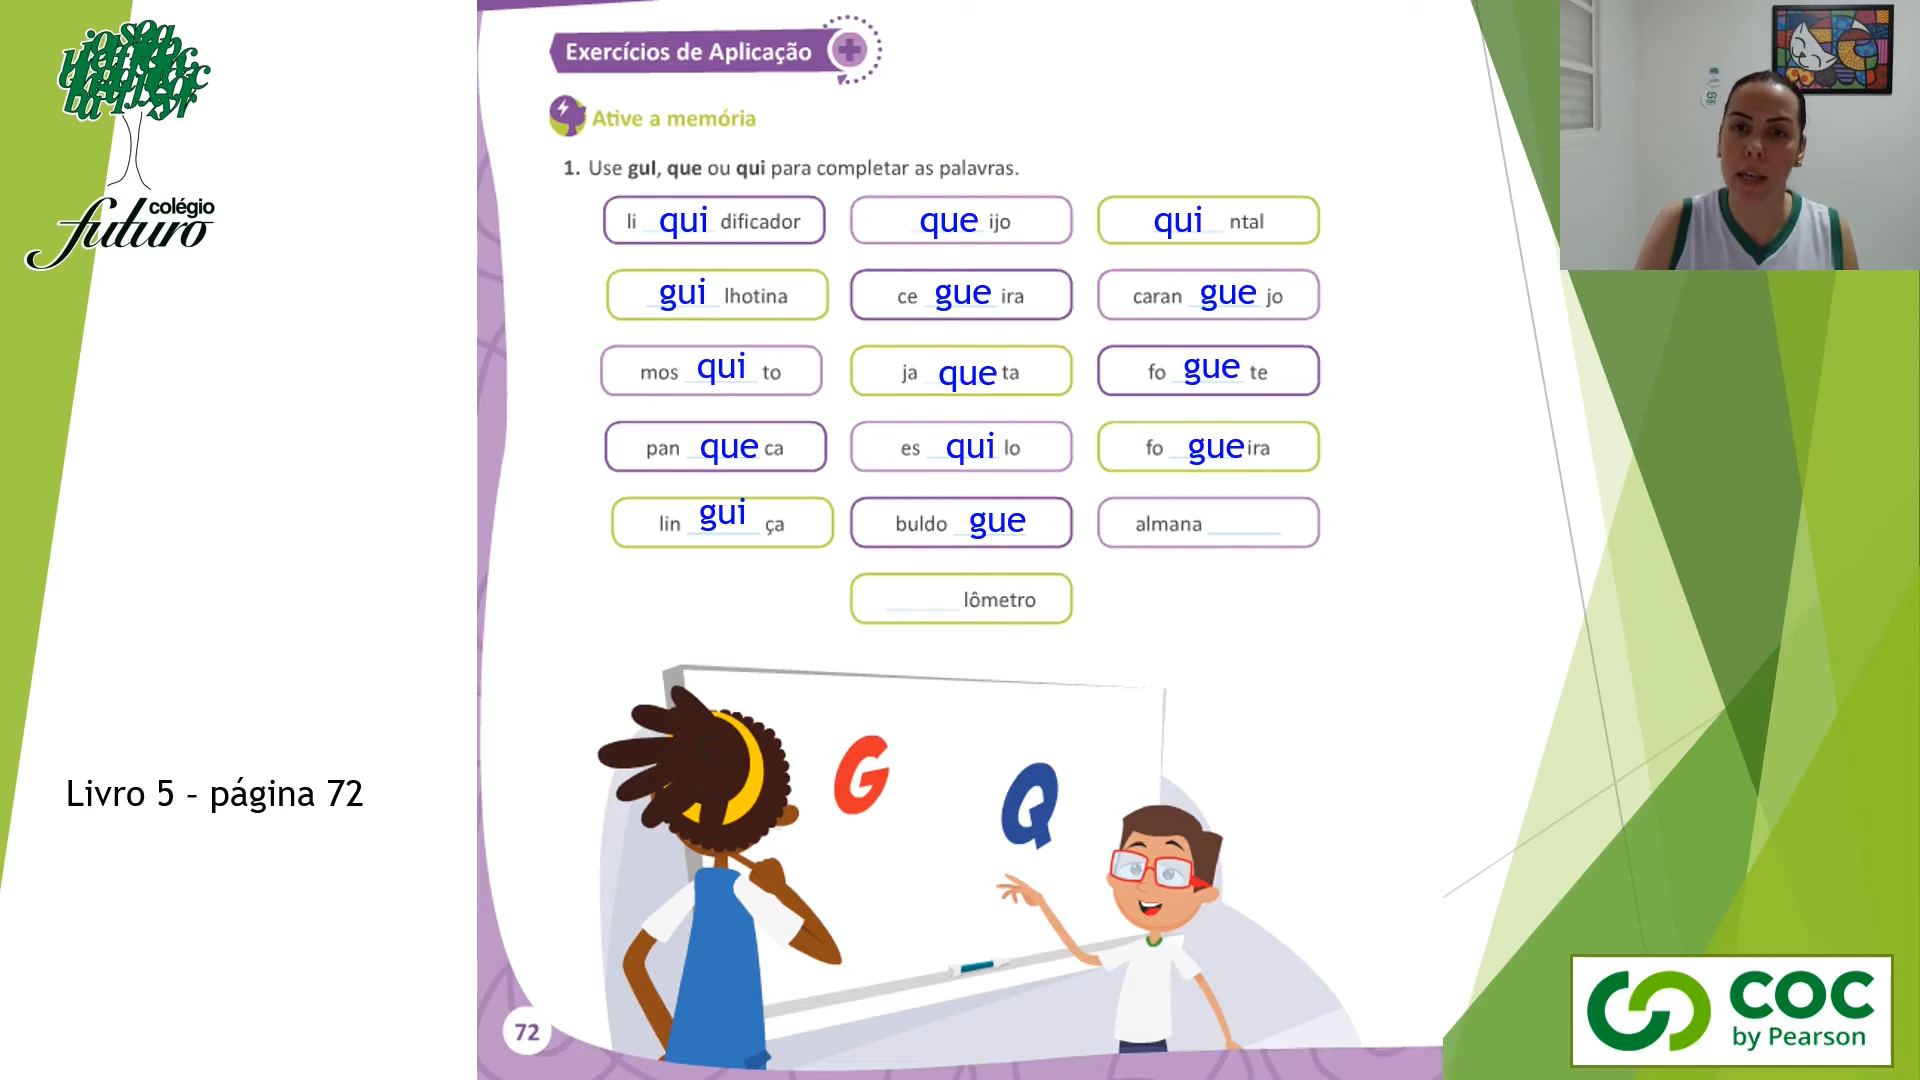 colégio
futuro
Exercícios de Aplicação
Ative a memória
1. Use gul, que ou qui para completar as palavras.
li qui dificador
que ijo
qui ntal
gui lhotina
ce gue ira
caran gue jo
mos qui to
ja que ta
fo gue te
pan que ca
es qui lo
fo gue ira
lin gui ça
buldo gue
almana ______
______ lômetro
G
Q
Livro 5 – página 72
72
COC
by Pearson